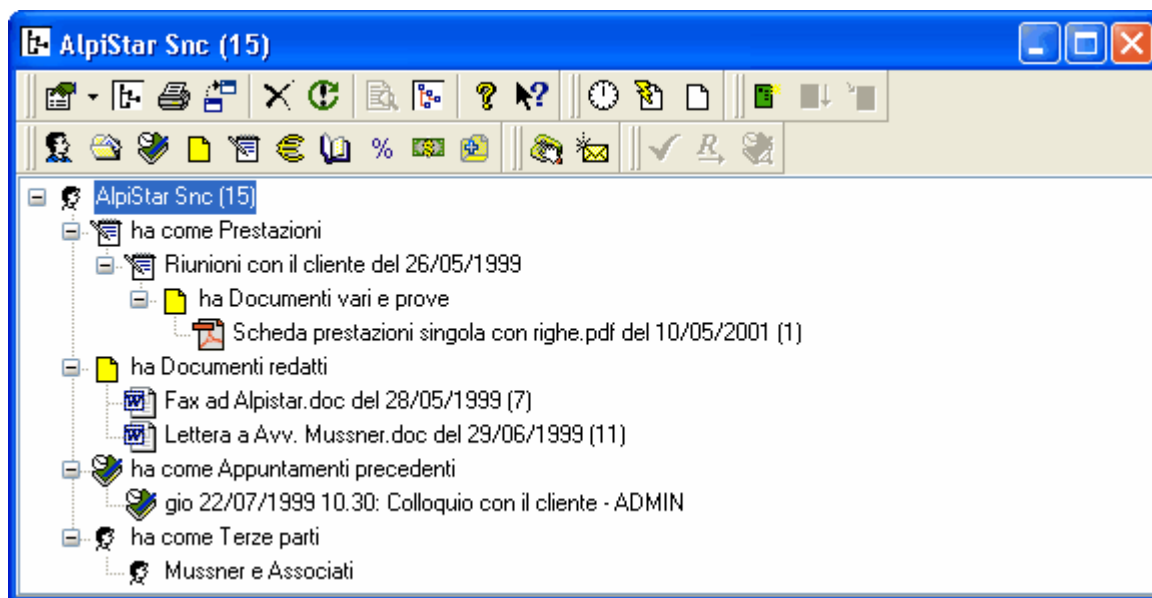 AlpiStar Snc (15)
AlpiStar Snc (15)
ha come Prestazioni
Riunioni con il cliente del 26/05/1999
ha Documenti vari e prove
Scheda prestazioni singola con righe.pdf del 10/05/2001 (1)
ha Documenti redatti
Fax ad Alpistar.doc del 28/05/1999 (7)
Lettera a Avv. Mussner.doc del 29/06/1999 (11)
ha come Appuntamenti precedenti
gio 22/07/1999 10.30: Colloquio con il cliente - ADMIN
ha come Terze parti
Mussner e Associati